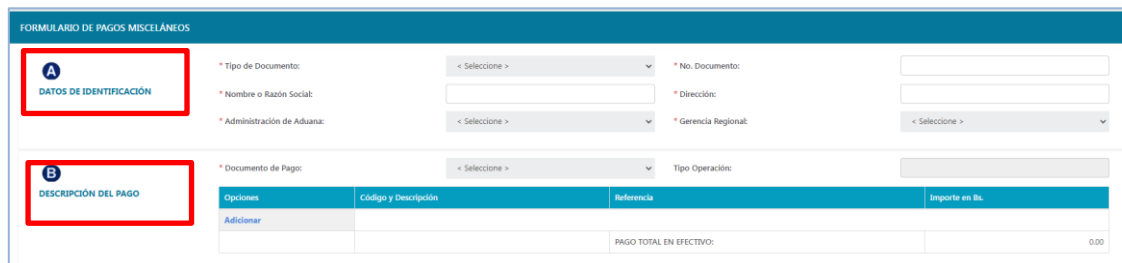 FORMULARIO DE PAGOS MISCELÁNEOS
A
DATOS DE IDENTIFICACIÓN
* Tipo de Documento: < Seleccione > * No. Documento:
* Nombre o Razón Social: * Dirección:
* Administración de Aduana: < Seleccione > * Gerencia Regional: < Seleccione >
B
DESCRIPCIÓN DEL PAGO
* Documento de Pago: < Seleccione > Tipo Operación:
Opciones Código y Descripción Referencia Importe en Bs.
Adicionar
PAGO TOTAL EN EFECTIVO: 0.00